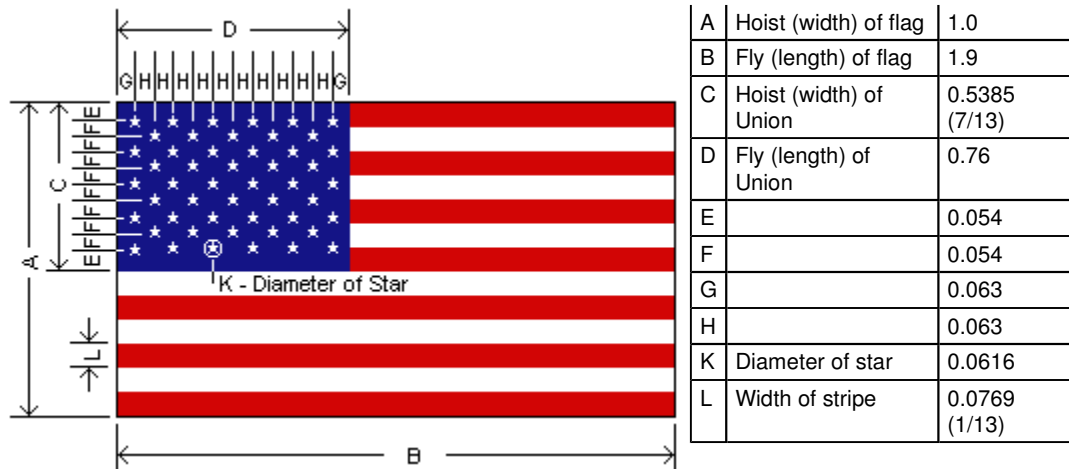 D
G H H H H H H H H H H G
E F F F F F F F F E
C
A
K - Diameter of Star
L
B
A Hoist (width) of flag 1.0
B Fly (length) of flag 1.9
C Hoist (width) of 0.5385
Union (7/13)
D Fly (length) of 0.76
Union
E 0.054
F 0.054
G 0.063
H 0.063
K Diameter of star 0.0616
L Width of stripe 0.0769
(1/13)